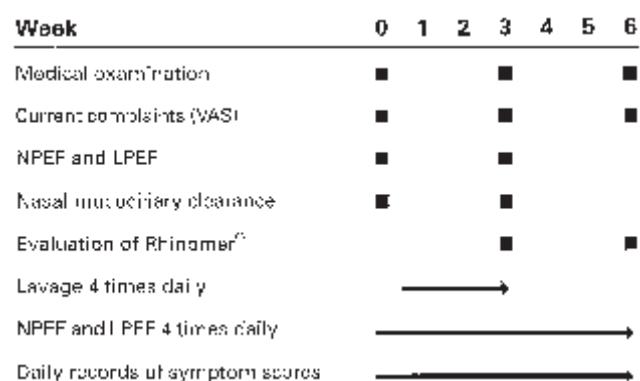 Week 0 1 2 3 4 5 6
Medical examination
Current complaints (VAS)
NPEF and LPEF
Nasal mucociliary clearance
Evaluation of Rhinomer®
Lavage 4 times daily
NPEF and LPEF 4 times daily
Daily records of symptom scores